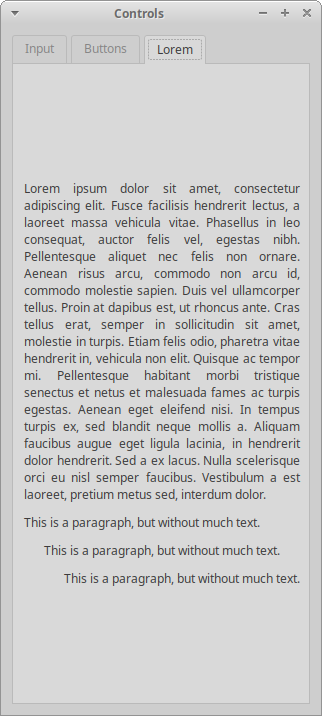 Controls
Input Buttons Lorem
Lorem ipsum dolor sit amet, consectetur
adipiscing elit. Fusce facilisis hendrerit lectus, a
laoreet massa vehicula vitae. Phasellus in leo
consequat, auctor felis vel, egestas nibh.
Pellentesque aliquet nec felis non ornare.
Aenean risus arcu, commodo non arcu id,
commodo molestie sapien. Duis vel ullamcorper
tellus. Proin at dapibus est, ut rhoncus ante. Cras
tellus erat, semper in sollicitudin sit amet,
molestie in turpis. Etiam felis odio, pharetra vitae
hendrerit in, vehicula non elit. Quisque ac tempor
mi. Pellentesque habitant morbi tristique
senectus et netus et malesuada fames ac turpis
egestas. Aenean eget eleifend nisi. In tempus
turpis ex, sed blandit neque mollis a. Aliquam
faucibus augue eget ligula lacinia, in hendrerit
dolor hendrerit. Sed a ex lacus. Nulla scelerisque
orci eu nisl semper faucibus. Vestibulum a est
laoreet, pretium metus sed, interdum dolor.
This is a paragraph, but without much text.
This is a paragraph, but without much text.
This is a paragraph, but without much text.